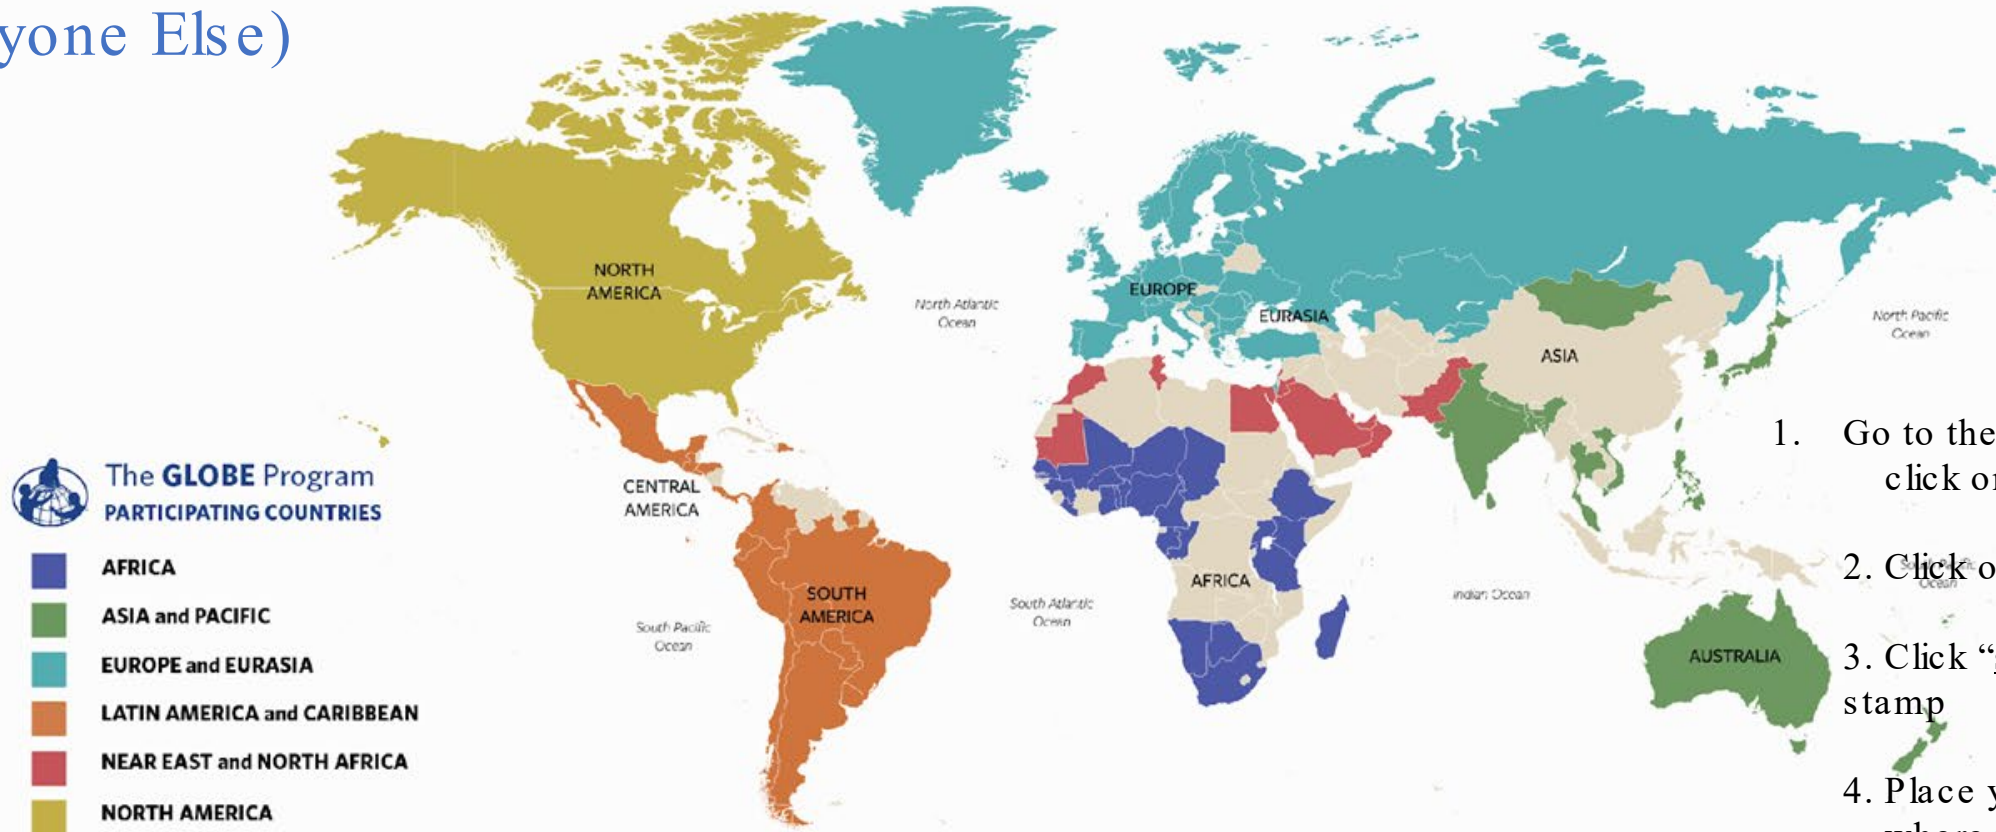 yone Else)
NORTH
AMERICA
North Atlantic
Ocean
EUROPE
EURASIA
ASIA
North Pacific
Ocean
CENTRAL
AMERICA
SOUTH
AMERICA
South Pacific
Ocean
South Atlantic
Ocean
AFRICA
Indian Ocean
Ocean
AUSTRALIA
The GLOBE Program
PARTICIPATING COUNTRIES
AFRICA
ASIA and PACIFIC
EUROPE and EURASIA
LATIN AMERICA and CARIBBEAN
NEAR EAST and NORTH AFRICA
NORTH AMERICA
1. Go to the
click o
2. Click o
3. Click “
stamp
4. Place y